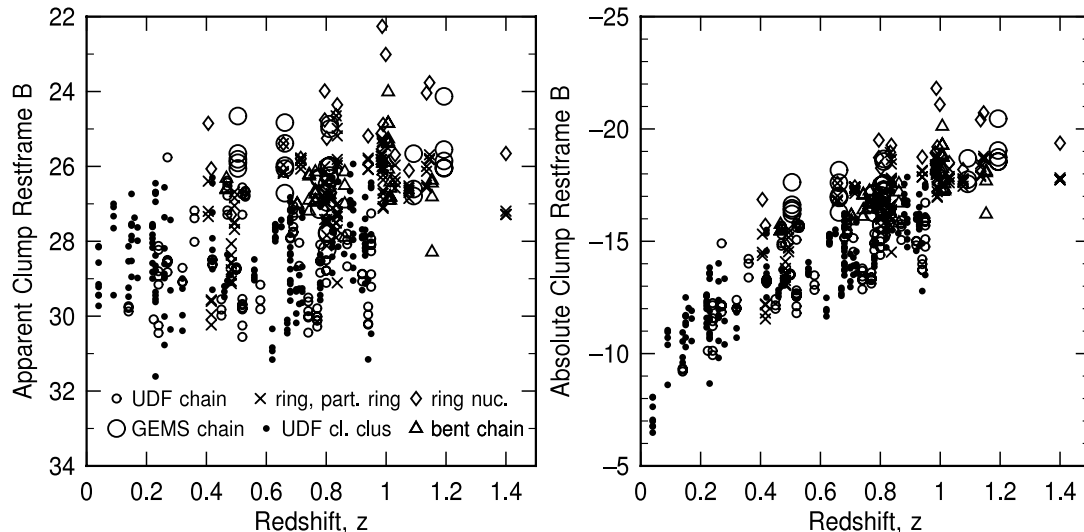 Apparent Clump Restframe B
22
24
26
28
30
32
34
UDF chain
ring, part. ring
ring nuc.
GEMS chain
UDF cl. clus
bent chain
0 0.2 0.4 0.6 0.8 1 1.2 1.4
Redshift, z
Absolute Clump Restframe B
−25
−20
−15
−10
−5
0 0.2 0.4 0.6 0.8 1 1.2 1.4
Redshift, z